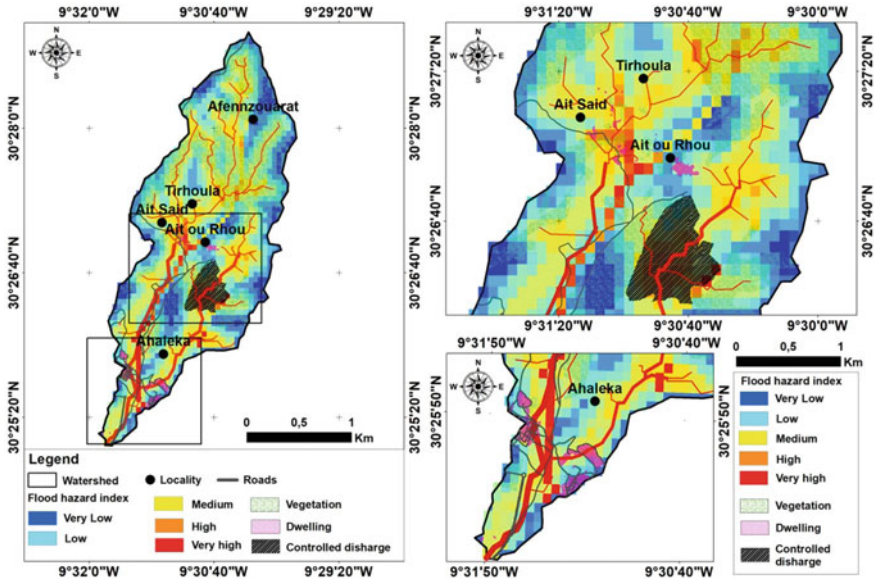 9°32'0"W 9°30'40"W 9°29'20"W
N
W E
S
30°28'0"N
30°26'40"N
30°25'20"N
Afennzouarat
Tirhoula
Ait Said
Ait ou Rhou
Ahaleka
30°28'0"N
30°26'40"N
30°25'20"N
0 0,5 1
Km
Legend
Watershed
Locality
Roads
Flood hazard index
Very Low
Low
Medium
High
Very high
Vegetation
Dwelling
Controlled disharge
9°32'0"W 9°30'40"W 9°29'20"W
9°31'20"W 9°30'40"W 9°30'0"W
N
W E
S
Tirhoula
Ait Said
Ait ou Rhou
30°27'20"N
30°26'40"N
9°31'20"W 9°30'40"W 9°30'0"W
0 0,5 1
Km
9°31'50"W 9°30'40"W
N
W E
S
Ahaleka
30°25'50"N
30°25'50"N
9°31'50"W 9°30'40"W
Flood hazard index
Very Low
Low
Medium
High
Very high
Vegetation
Dwelling
Controlled
disharge